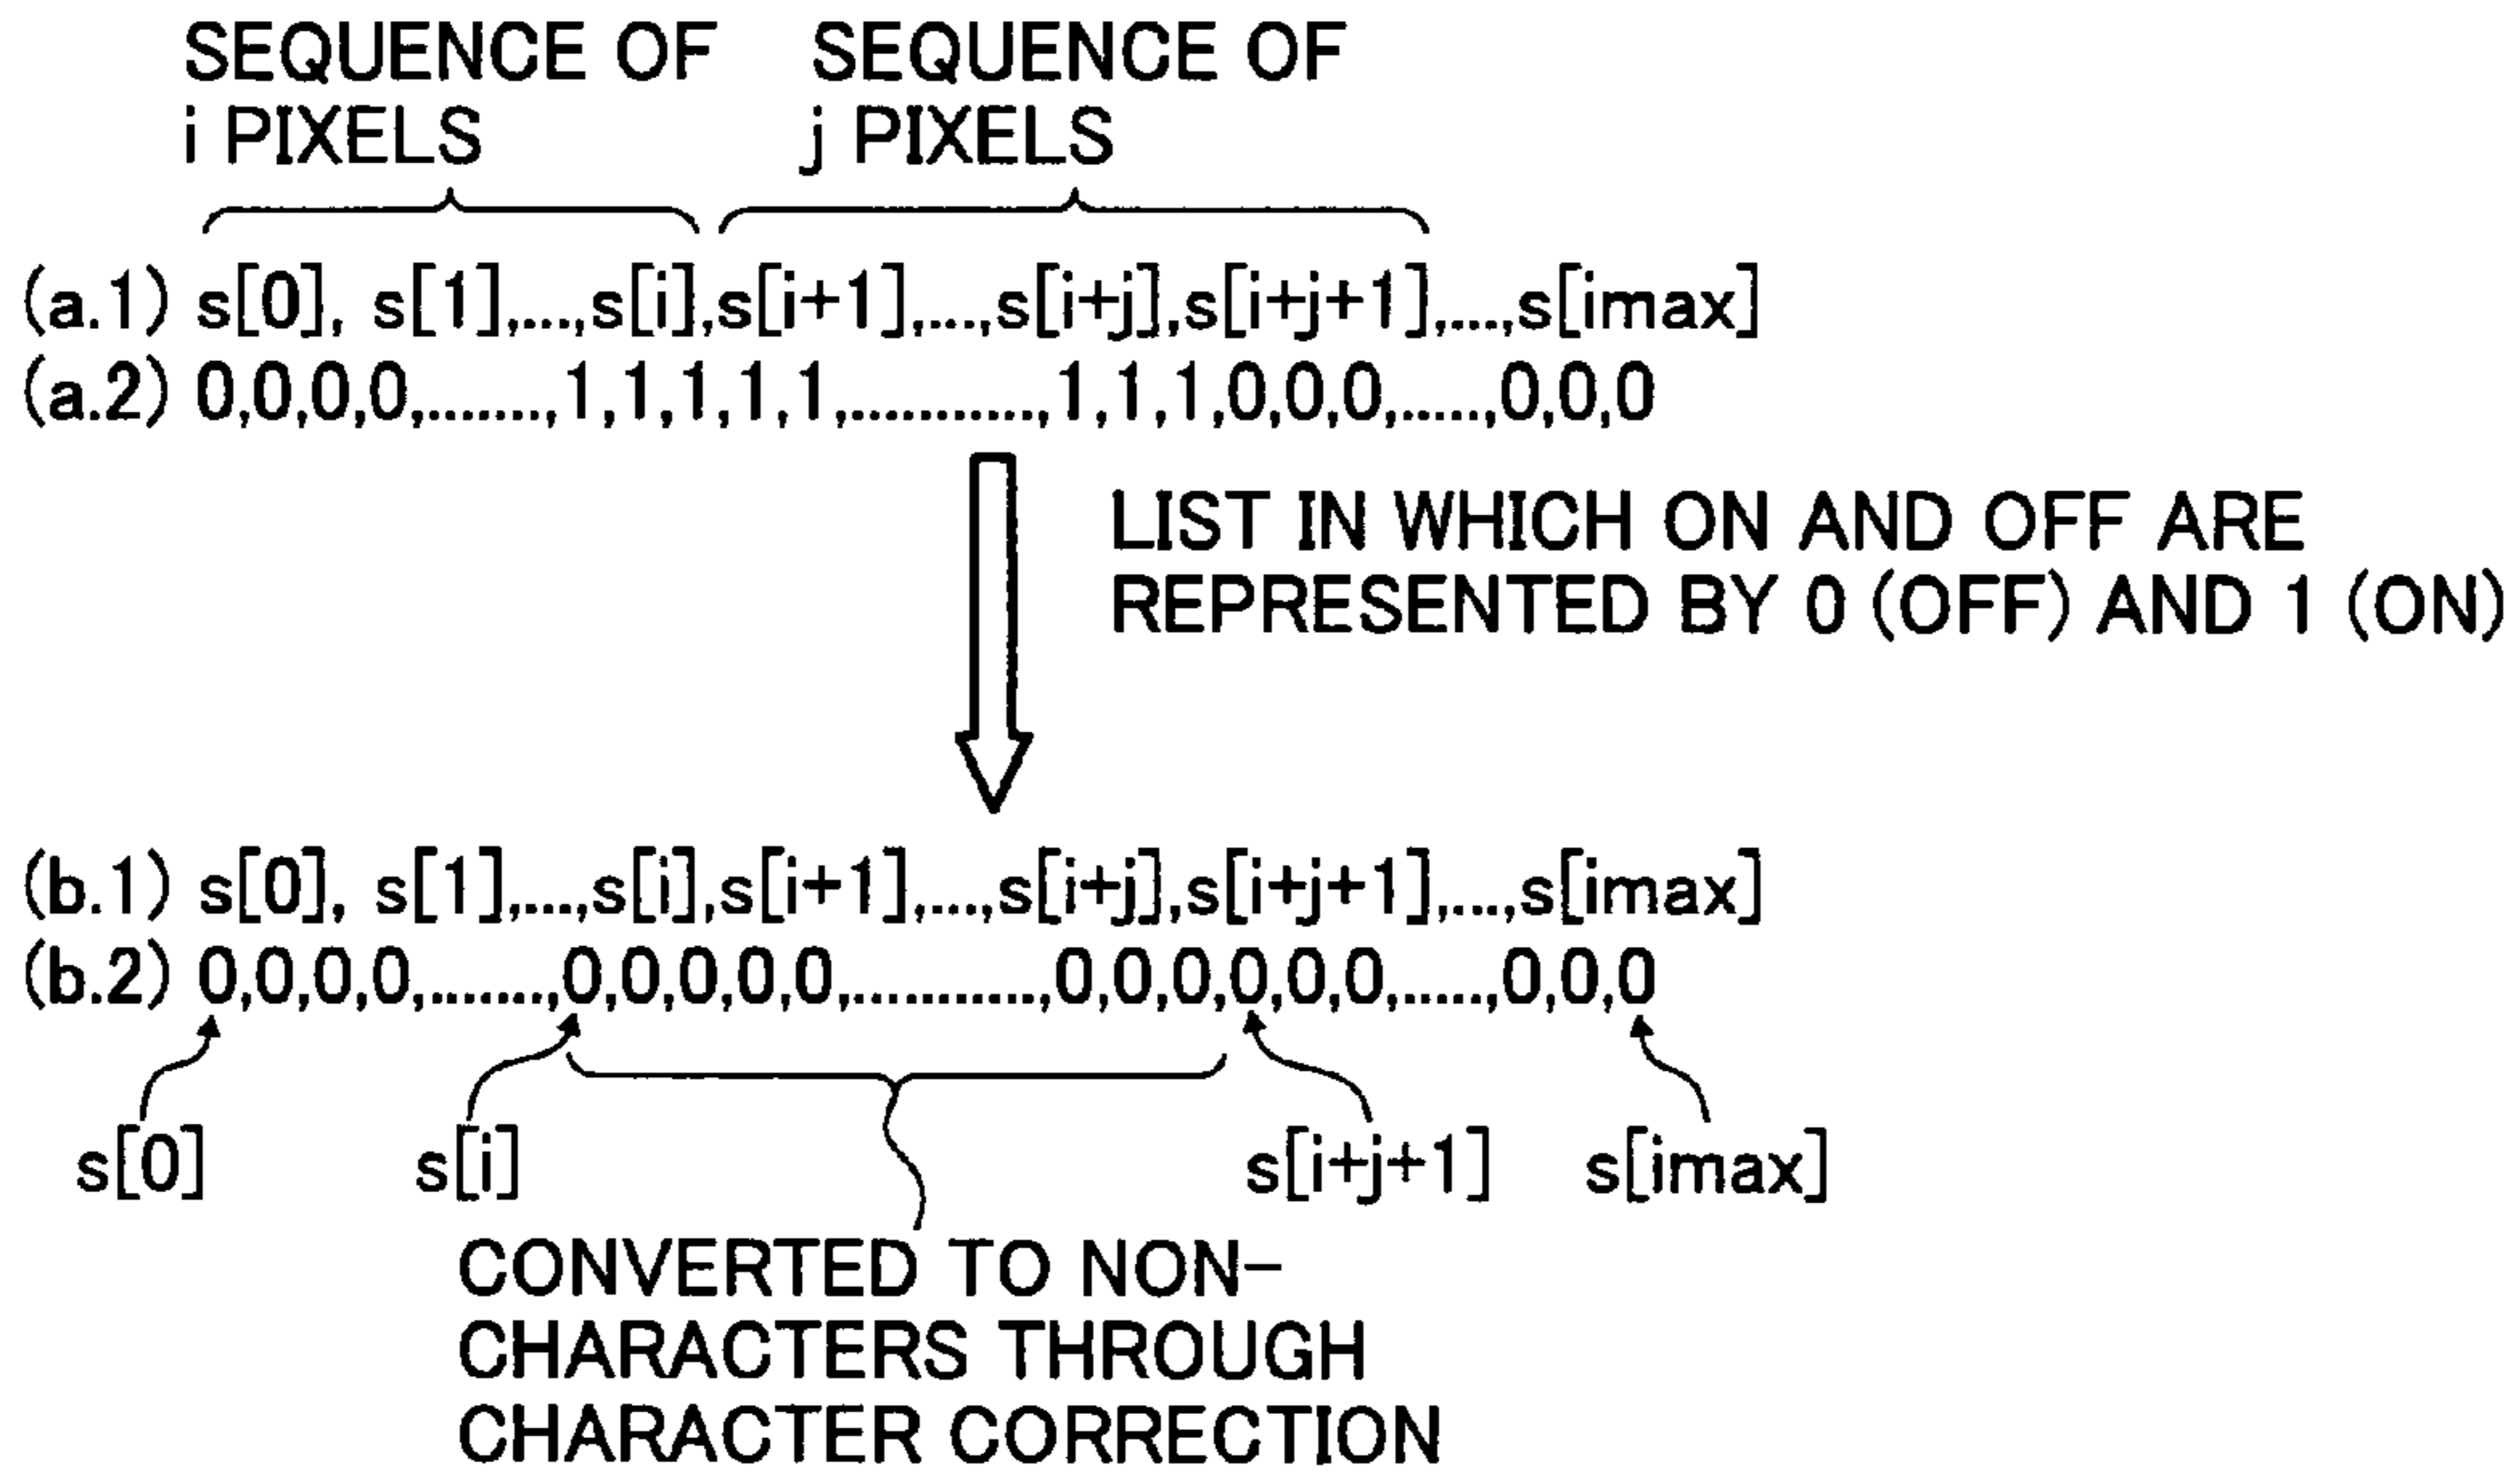 SEQUENCE OF SEQUENCE OF
i PIXELS j PIXELS
(a.1) s[0], s[1],....,s[i],s[i+1],....,s[i+j],s[i+j+1],....,s[imax]
(a.2) 0,0,0,0,.........,1,1,1,1,1,..............,1,1,1,0,0,0,......,0,0,0
LIST IN WHICH ON AND OFF ARE
REPRESENTED BY 0 (OFF) AND 1 (ON)
(b.1) s[0], s[1],....,s[i],s[i+1],....,s[i+j],s[i+j+1],....,s[imax]
(b.2) 0,0,0,0,.........,0,0,0,0,0,..............,0,0,0,0,0,0,......,0,0,0
s[0] s[i] s[i+j+1] s[imax]
CONVERTED TO NON-
CHARACTERS THROUGH
CHARACTER CORRECTION